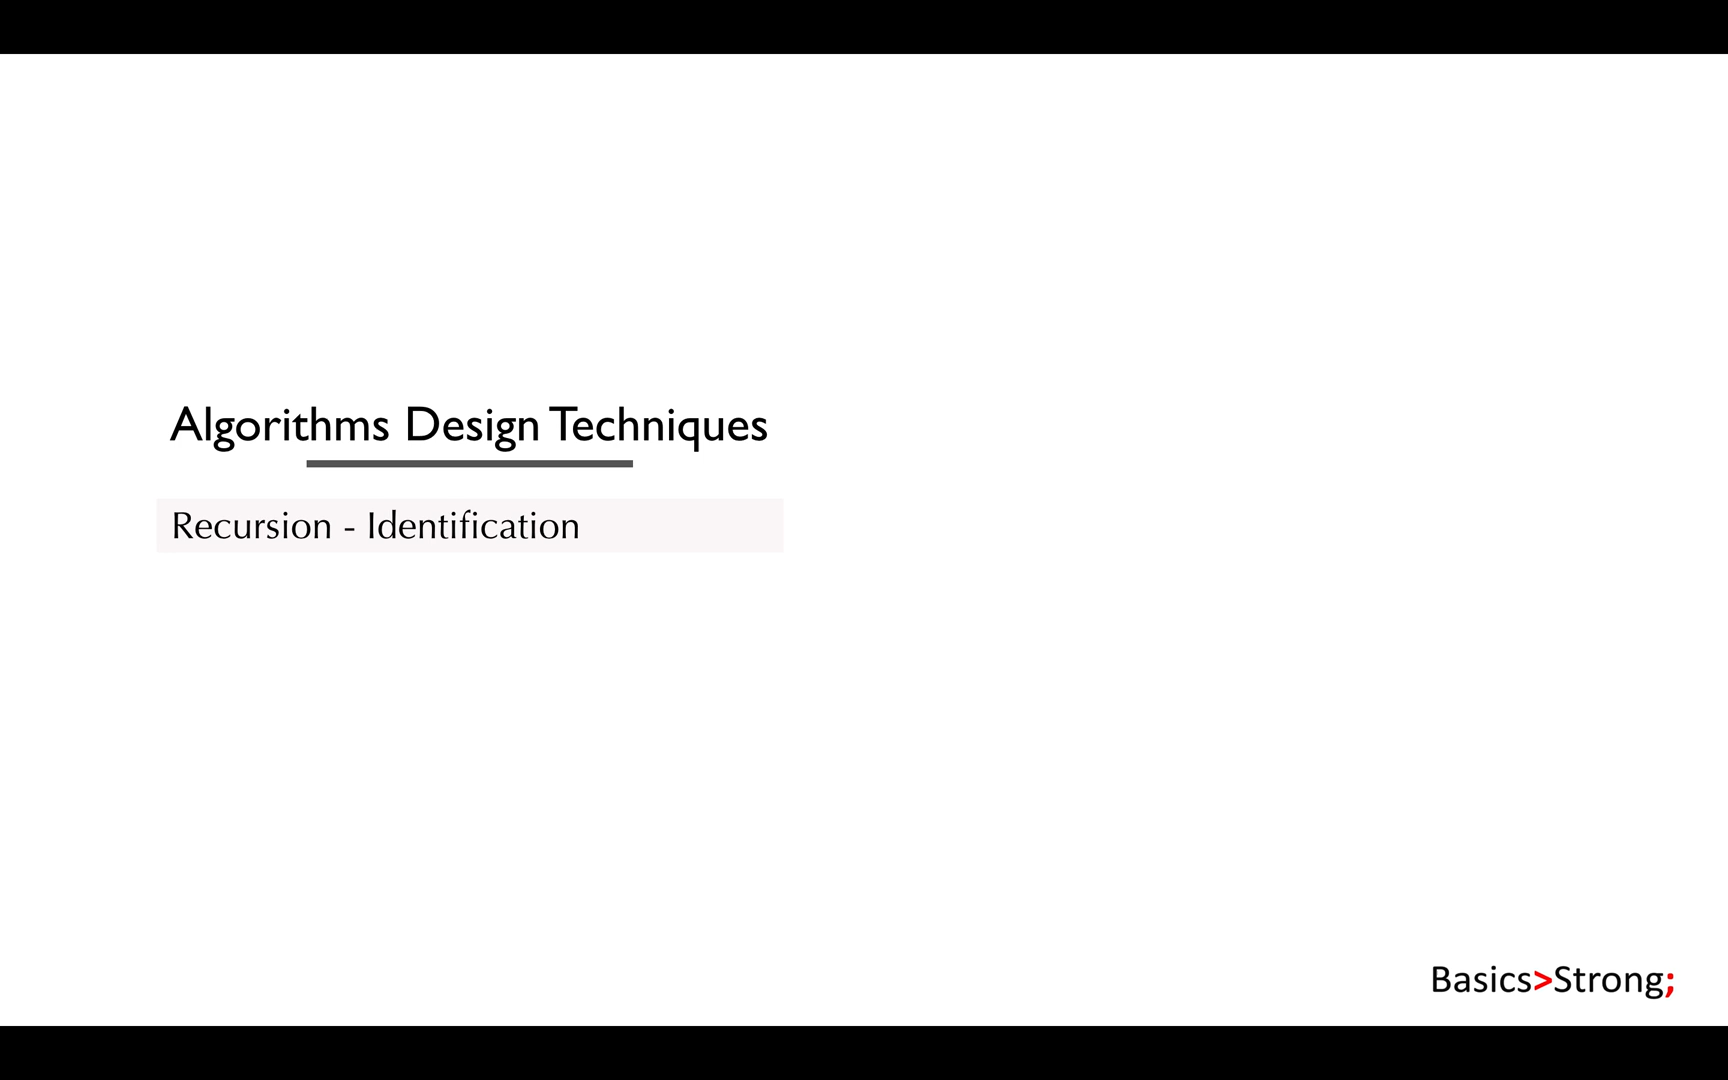 Algorithms Design Techniques
Recursion - Identification
Basics>Strong;